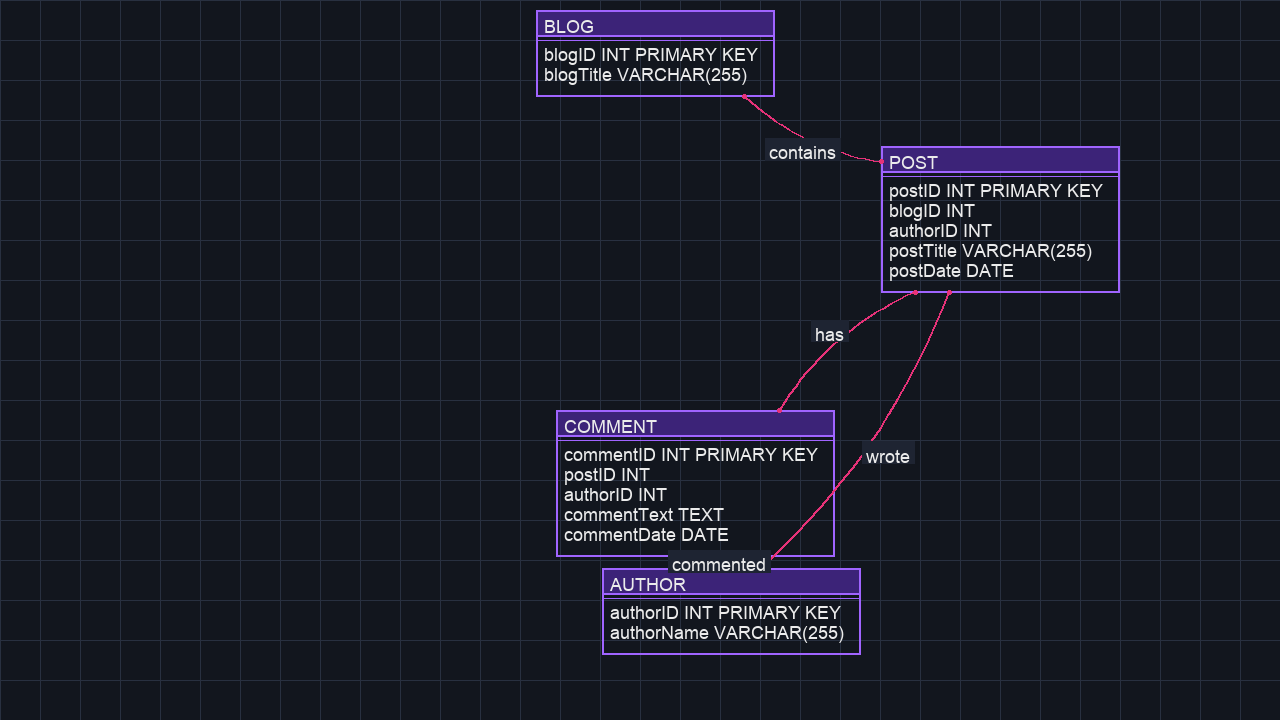 BLOG
blogID INT PRIMARY KEY
blogTitle VARCHAR(255)
contains
POST
postID INT PRIMARY KEY
blogID INT
authorID INT
postTitle VARCHAR(255)
postDate DATE
has
COMMENT
commentID INT PRIMARY KEY
postID INT
authorID INT
commentText TEXT
commentDate DATE
wrote
commented
AUTHOR
authorID INT PRIMARY KEY
authorName VARCHAR(255)